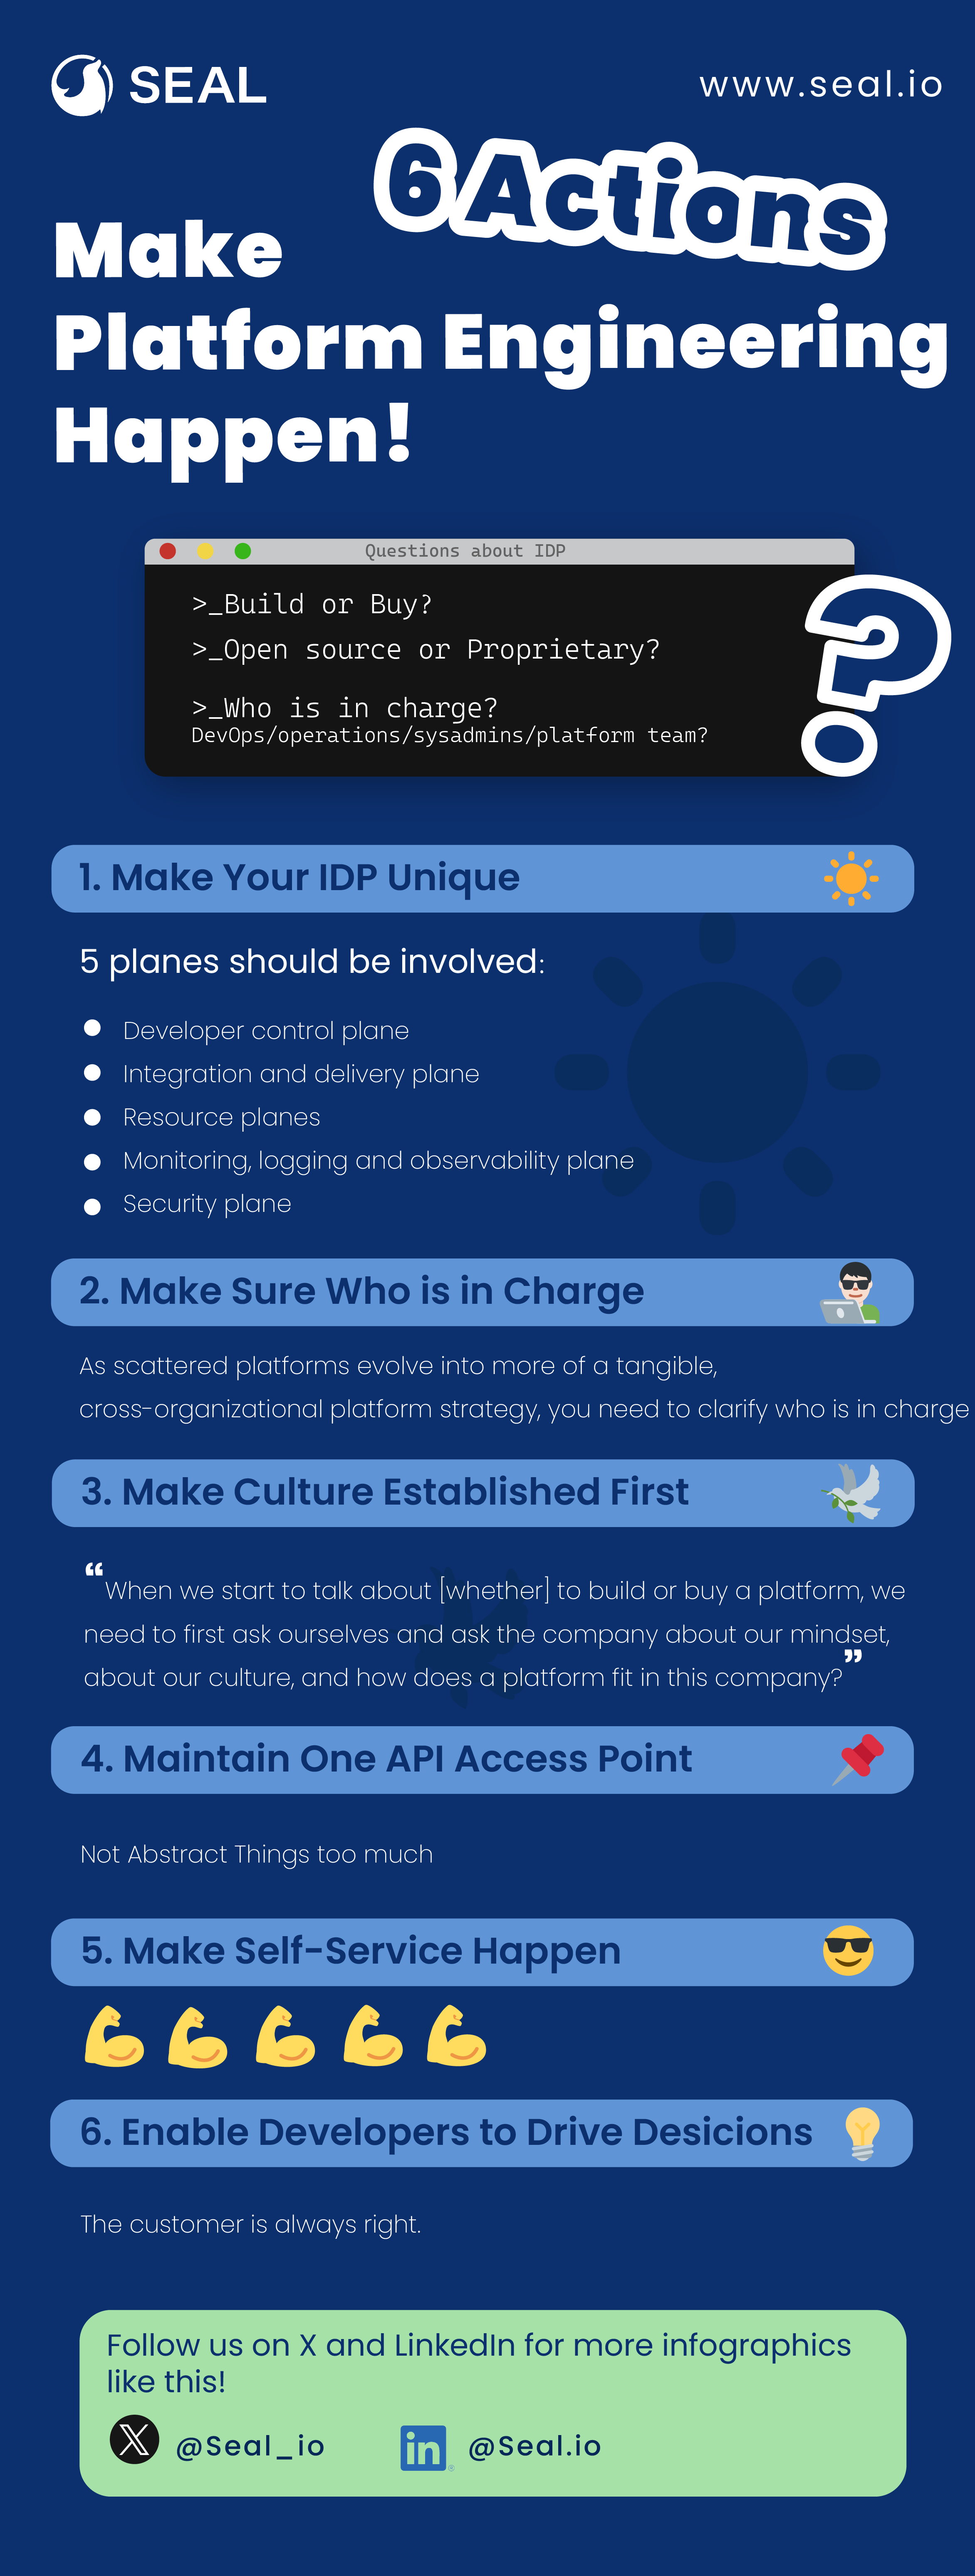 SEAL
www.seal.io
6 Actions
Make
Platform Engineering
Happen!
Questions about IDP
>_Build or Buy?
>_Open source or Proprietary?
>_Who is in charge?
DevOps/operations/sysadmins/platform team?
?
1. Make Your IDP Unique
5 planes should be involved:
Developer control plane
Integration and delivery plane
Resource planes
Monitoring, logging and observability plane
Security plane
2. Make Sure Who is in Charge
As scattered platforms evolve into more of a tangible,
cross-organizational platform strategy, you need to clarify who is in charge
3. Make Culture Established First
“When we start to talk about [whether] to build or buy a platform, we
need to first ask ourselves and ask the company about our mindset,
about our culture, and how does a platform fit in this company?”
4. Maintain One API Access Point
Not Abstract Things too much
5. Make Self-Service Happen
6. Enable Developers to Drive Desicions
The customer is always right.
Follow us on X and LinkedIn for more infographics
like this!
X @Seal_io
in® @Seal.io